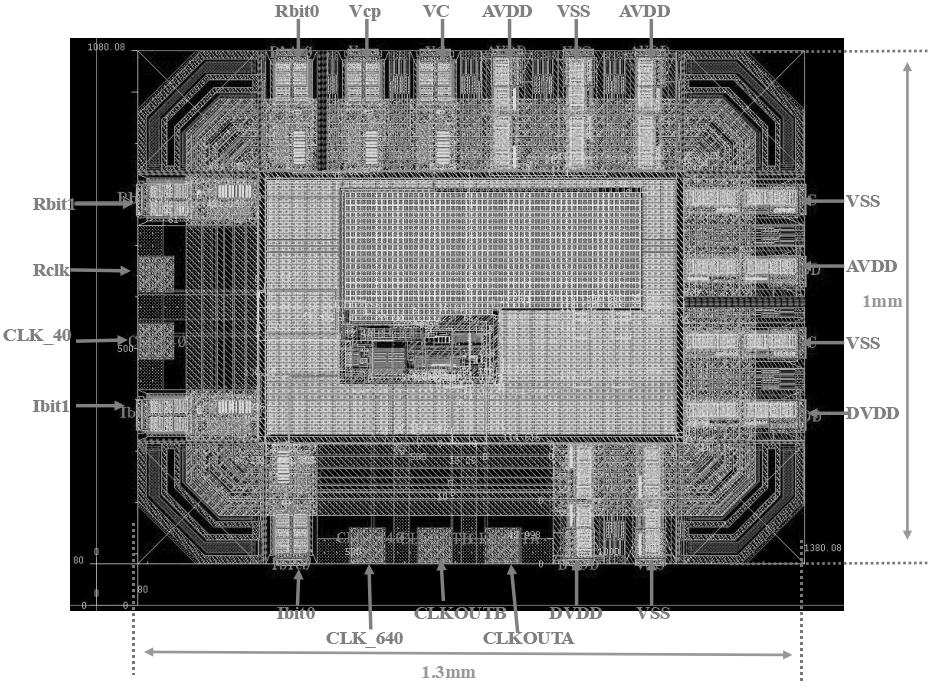 Rbit0 Vcp VC AVDD VSS AVDD
1080.08
Rbit1
VSS
Rclk
AVDD
1mm
CLK_40
VSS
500
Ibit1
DVDD
1380.08
0
80
80
0
0
Ibit0
CLKOUTB
DVDD
VSS
CLK_640
CLKOUTA
1.3mm